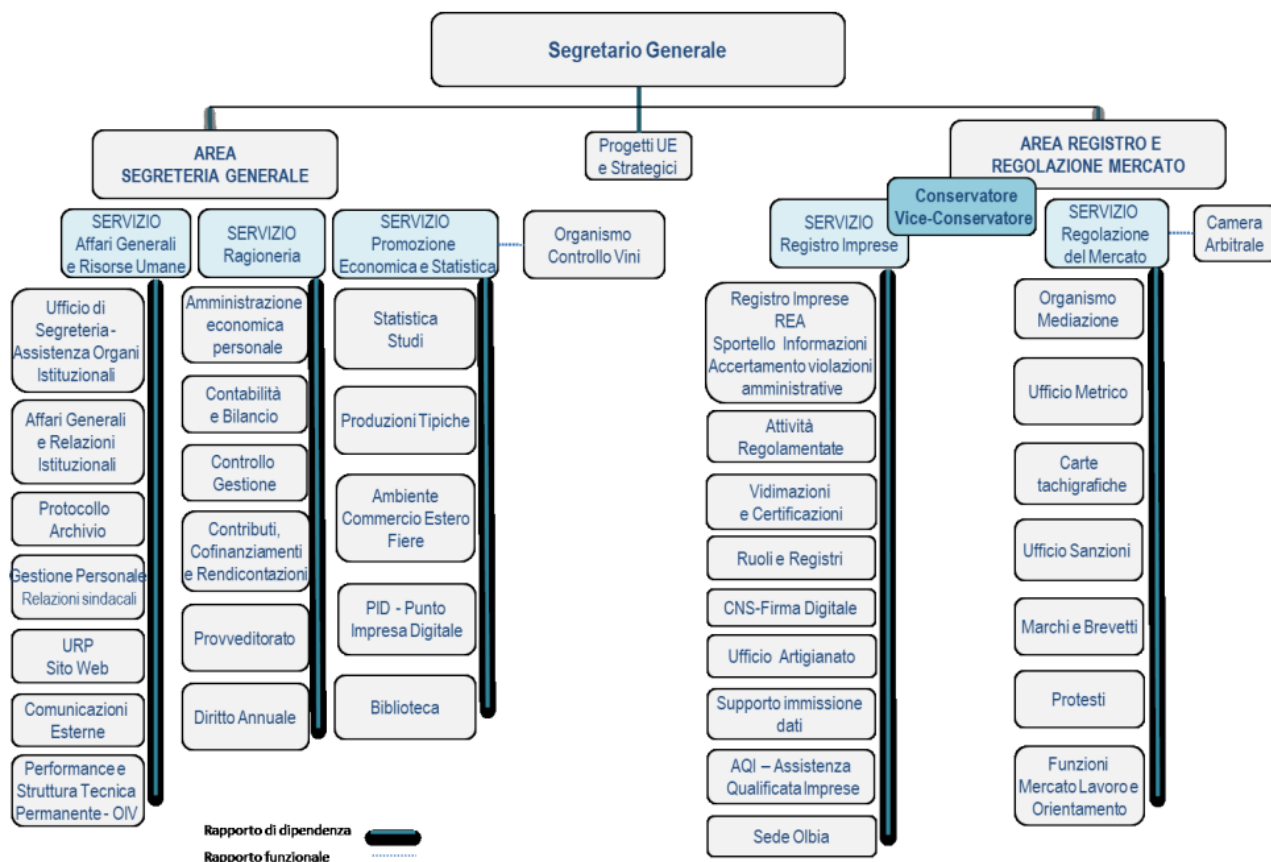 Segretario Generale
AREA
SEGRETERIA GENERALE
Progetti UE
e Strategici
AREA REGISTRO E
REGOLAZIONE MERCATO
Conservatore
Vice-Conservatore
SERVIZIO
Affari Generali
e Risorse Umane
SERVIZIO
Ragioneria
SERVIZIO
Promozione
Economica e Statistica
Organismo
Controllo Vini
SERVIZIO
Registro Imprese
SERVIZIO
Regolazione
del Mercato
Camera
Arbitrale
Ufficio di
Segreteria-
Assistenza Organi
Istituzionali
Affari Generali
e Relazioni
Istituzionali
Protocollo
Archivio
Gestione Personale
Relazioni sindacali
URP
Sito Web
Comunicazioni
Esterne
Performance e
Struttura Tecnica
Permanente - OIV
Amministrazione
economica
personale
Contabilità
e Bilancio
Controllo
Gestione
Contributi,
Cofinanziamenti
e Rendicontazioni
Provveditorato
Diritto Annuale
Statistica
Studi
Produzioni Tipiche
Ambiente
Commercio Estero
Fiere
PID - Punto
Impresa Digitale
Biblioteca
Registro Imprese
REA
Sportello Informazioni
Accertamento violazioni
amministrative
Attività
Regolamentate
Vidimazioni
e Certificazioni
Ruoli e Registri
CNS-Firma Digitale
Ufficio Artigianato
Supporto immissione
dati
AQI – Assistenza
Qualificata Imprese
Sede Olbia
Organismo
Mediazione
Ufficio Metrico
Carte
tachigrafiche
Ufficio Sanzioni
Marchi e Brevetti
Protesti
Funzioni
Mercato Lavoro e
Orientamento
Rapporto di dipendenza
Rapporto funzionale